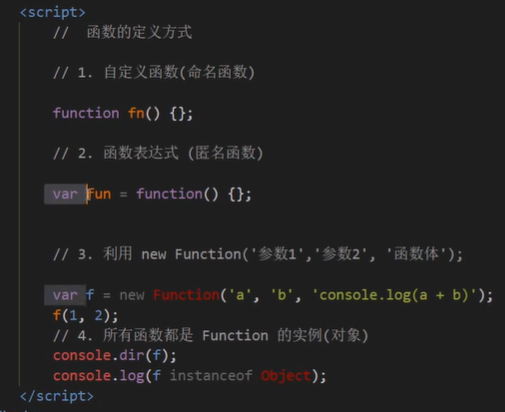 <script>
//  函数的定义方式
// 1. 自定义函数(命名函数)
function fn() {};
// 2. 函数表达式 (匿名函数)
var fun = function() {};
// 3. 利用 new Function('参数1','参数2', '函数体');
var f = new Function('a', 'b', 'console.log(a + b)');
f(1, 2);
// 4. 所有函数都是 Function 的实例(对象)
console.dir(f);
console.log(f instanceof Object);
</script>